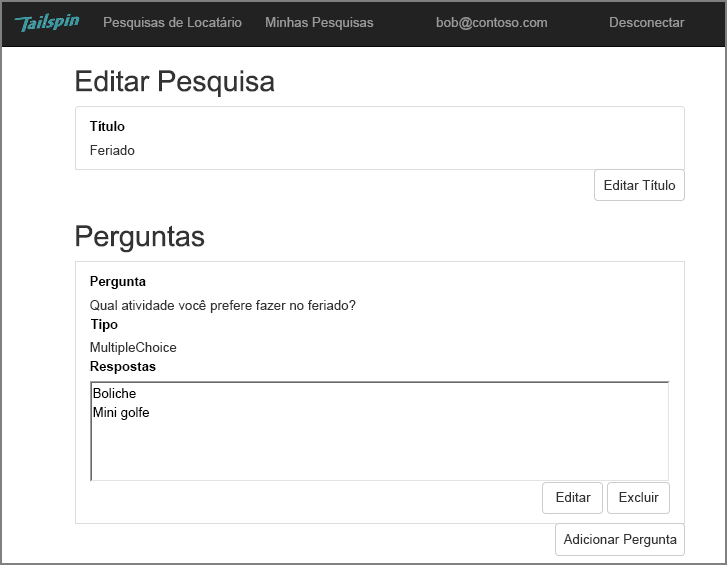 Tailspin Pesquisas de Locatário Minhas Pesquisas bob@contoso.com Desconectar
Editar Pesquisa
Título
Feriado
Editar Título
Perguntas
Pergunta
Qual atividade você prefere fazer no feriado?
Tipo
MultipleChoice
Respostas
Boliche
Mini golfe
Editar Excluir
Adicionar Pergunta